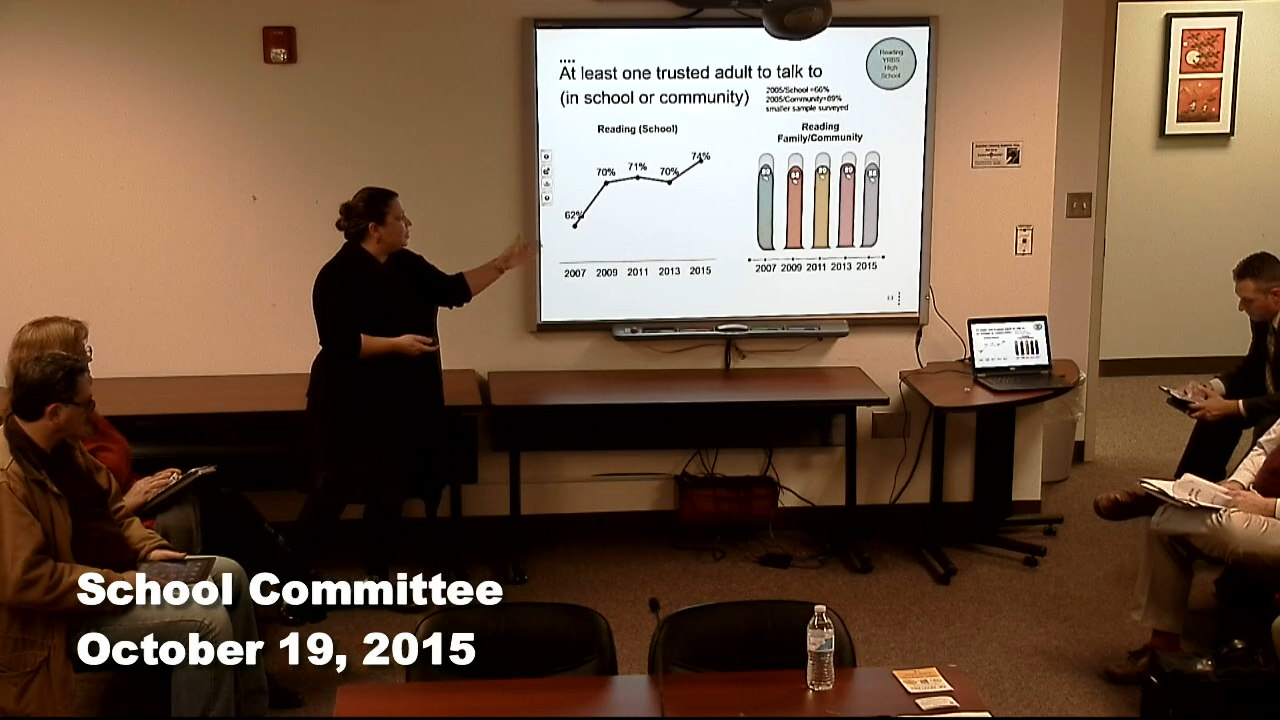 At least one trusted adult to talk to
(in school or community)
2005/School =66%
2005/Community=89%
smaller sample surveyed
Reading
YRBS
High
School
Reading (School)
62%
70%
71%
70%
74%
2007 2009 2011 2013 2015
Reading
Family/Community
2007 2009 2011 2013 2015
School Committee
October 19, 2015